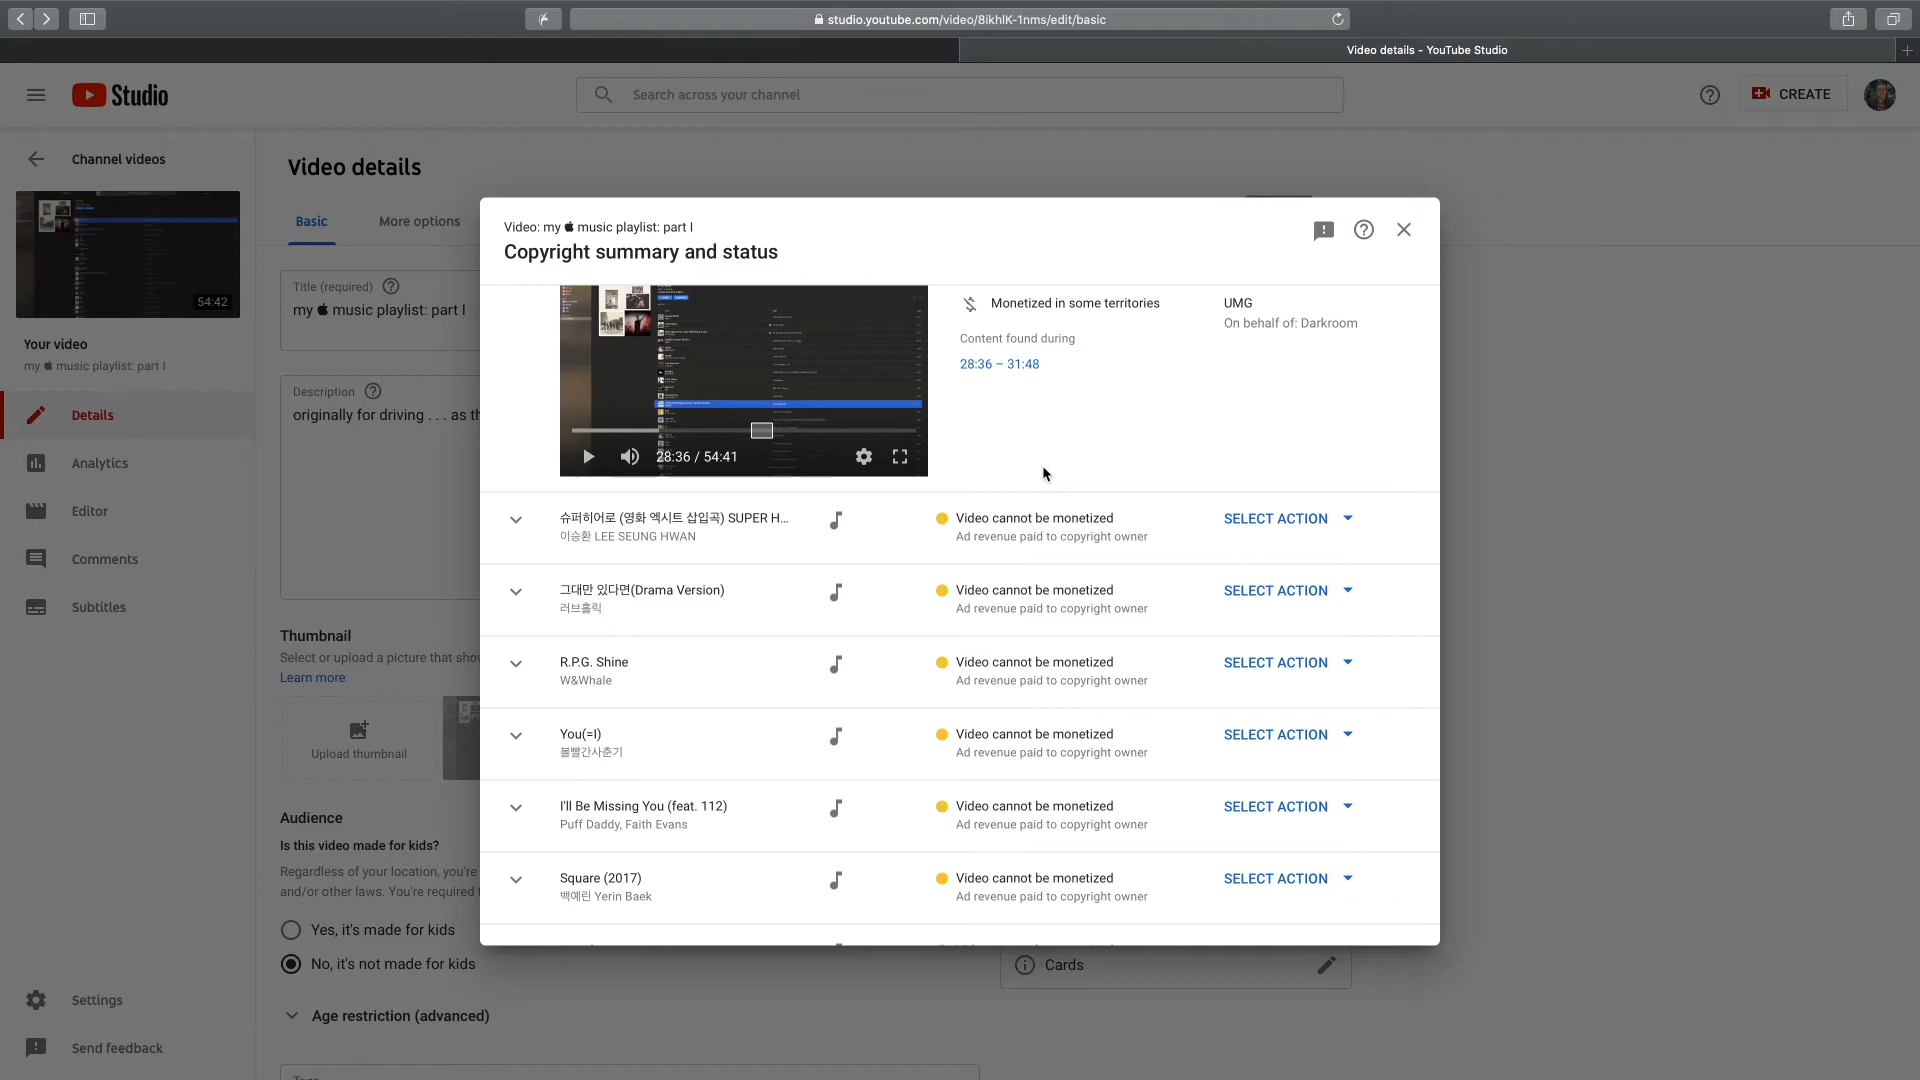 studio.youtube.com/video/8ikhlK-1nms/edit/basic
Video details - YouTube Studio
Studio
Search across your channel
CREATE
Channel videos
54:42
Your video
my  music playlist: part I
Details
Analytics
Editor
Comments
Subtitles
Settings
Send feedback
Video details
Basic
More options
Title (required)
my  music playlist: part I
Description
originally for driving . . . as th
Thumbnail
Select or upload a picture that sho
Learn more
Upload thumbnail
Audience
Is this video made for kids?
Regardless of your location, you're
and/or other laws. You're required
Yes, it's made for kids
No, it's not made for kids
Age restriction (advanced)
Cards
Video: my  music playlist: part I
Copyright summary and status
28:36 / 54:41
Monetized in some territories
Content found during
28:36 – 31:48
UMG
On behalf of: Darkroom
슈퍼히어로 (영화 엑시트 삽입곡) SUPER H...
이승환 LEE SEUNG HWAN
Video cannot be monetized
Ad revenue paid to copyright owner
SELECT ACTION
그대만 있다면(Drama Version)
러브홀릭
Video cannot be monetized
Ad revenue paid to copyright owner
SELECT ACTION
R.P.G. Shine
W&Whale
Video cannot be monetized
Ad revenue paid to copyright owner
SELECT ACTION
You(=I)
볼빨간사춘기
Video cannot be monetized
Ad revenue paid to copyright owner
SELECT ACTION
I'll Be Missing You (feat. 112)
Puff Daddy, Faith Evans
Video cannot be monetized
Ad revenue paid to copyright owner
SELECT ACTION
Square (2017)
백예린 Yerin Baek
Video cannot be monetized
Ad revenue paid to copyright owner
SELECT ACTION